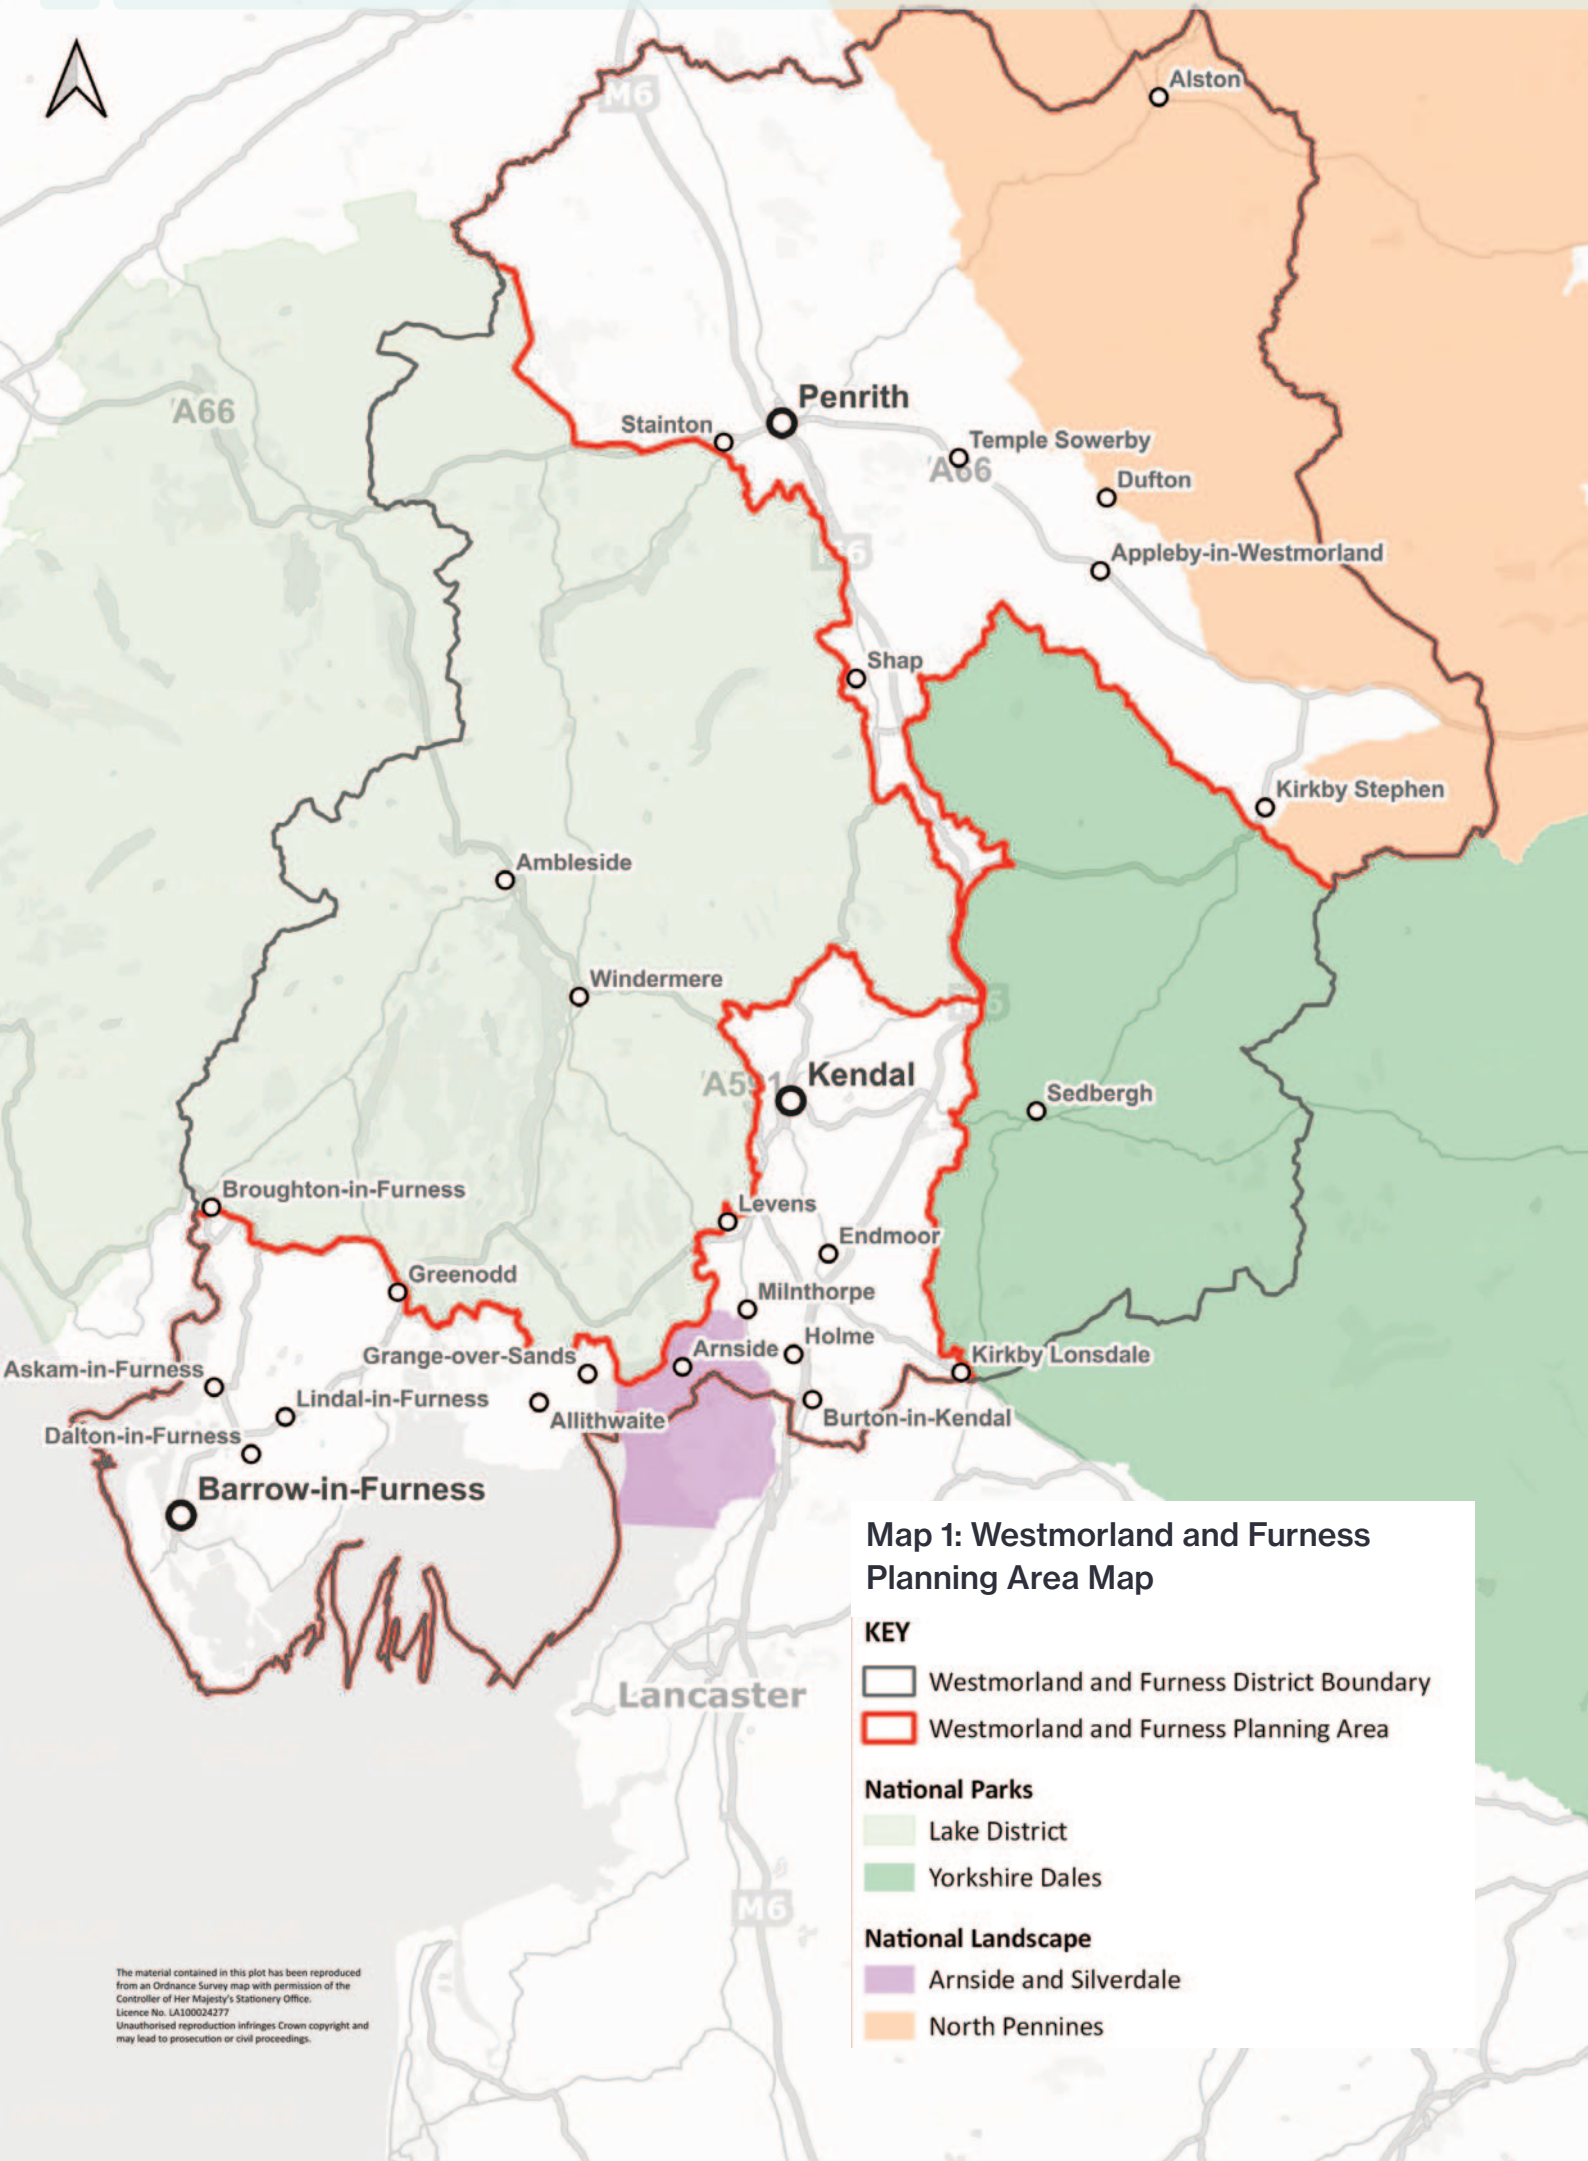 M6
Alston
A66
Penrith
Stainton
Temple Sowerby
A66
Dufton
M6
Appleby-in-Westmorland
Shap
Kirkby Stephen
Ambleside
Windermere
A591
Kendal
Sedbergh
Broughton-in-Furness
Levens
Endmoor
Greenodd
Milnthorpe
Holme
Grange-over-Sands
Arnside
Kirkby Lonsdale
Askam-in-Furness
Lindal-in-Furness
Allithwaite
Burton-in-Kendal
Dalton-in-Furness
Barrow-in-Furness
Lancaster
M6
Map 1: Westmorland and Furness
Planning Area Map
KEY
Westmorland and Furness District Boundary
Westmorland and Furness Planning Area
National Parks
Lake District
Yorkshire Dales
National Landscape
Arnside and Silverdale
North Pennines
The material contained in this plot has been reproduced
from an Ordnance Survey map with permission of the
Controller of Her Majesty's Stationery Office.
Licence No. LA100024277
Unauthorised reproduction infringes Crown copyright and
may lead to prosecution or civil proceedings.